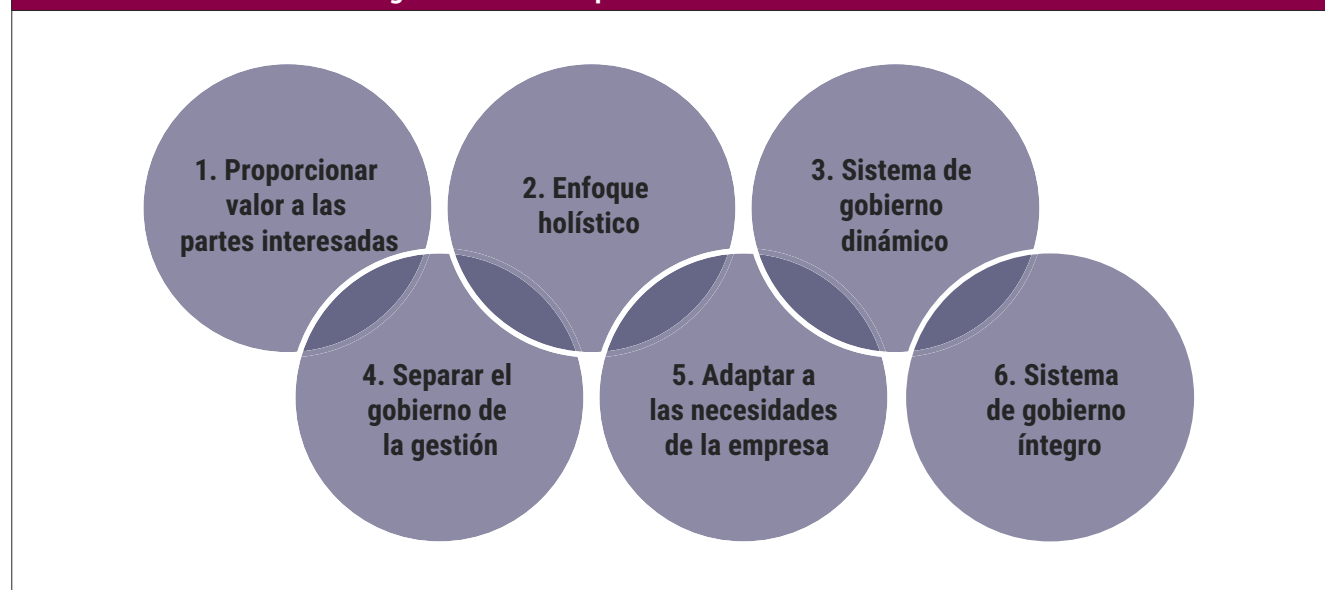 1. Proporcionar
valor a las
partes interesadas
2. Enfoque
holístico
3. Sistema de
gobierno
dinámico
4. Separar el
gobierno de
la gestión
5. Adaptar a
las necesidades
de la empresa
6. Sistema
de gobierno
íntegro